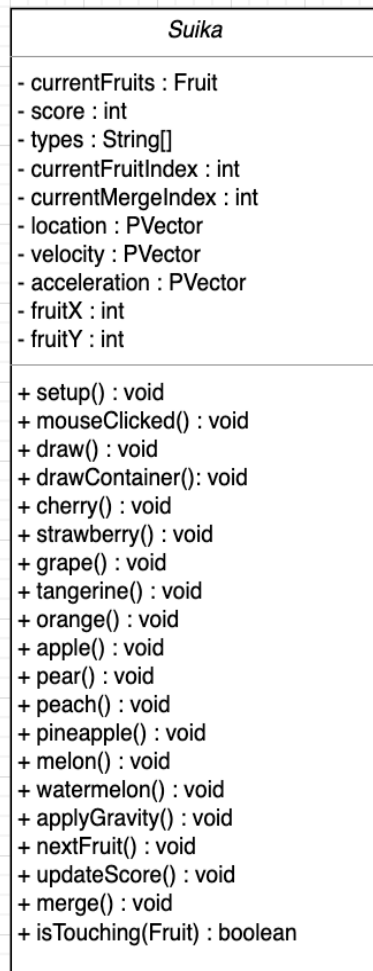 Suika
- currentFruits : Fruit
- score : int
- types : String[]
- currentFruitIndex : int
- currentMergeIndex : int
- location : PVector
- velocity : PVector
- acceleration : PVector
- fruitX : int
- fruitY : int
+ setup() : void
+ mouseClicked() : void
+ draw() : void
+ drawContainer(): void
+ cherry() : void
+ strawberry() : void
+ grape() : void
+ tangerine() : void
+ orange() : void
+ apple() : void
+ pear() : void
+ peach() : void
+ pineapple() : void
+ melon() : void
+ watermelon() : void
+ applyGravity() : void
+ nextFruit() : void
+ updateScore() : void
+ merge() : void
+ isTouching(Fruit) : boolean